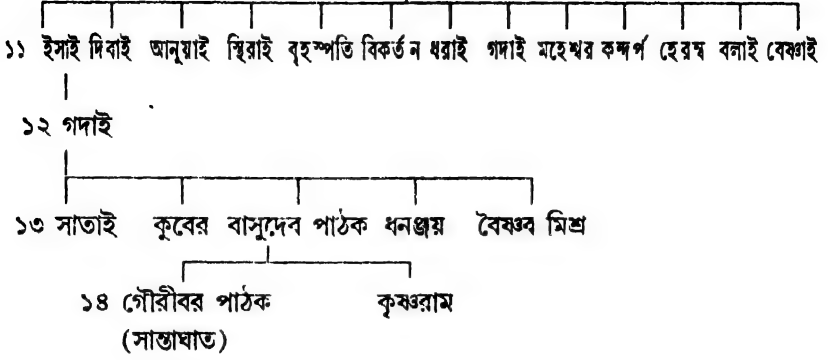 ১১ ইসাই দিবাই আনুয়াই স্থিরাই বৃহস্পতি বিকর্তন ধরাই গদাই মহেশ্বর কন্দর্প হেরম্ব বলাই বেষ্ণাই
১২ গদাই
১৩ সাতাই কুবের বাসুদেব পাঠক ধনঞ্জয় বৈষ্ণব মিশ্র
১৪ গৌরীবর পাঠক কৃষ্ণরাম
(সান্তাঘাত)